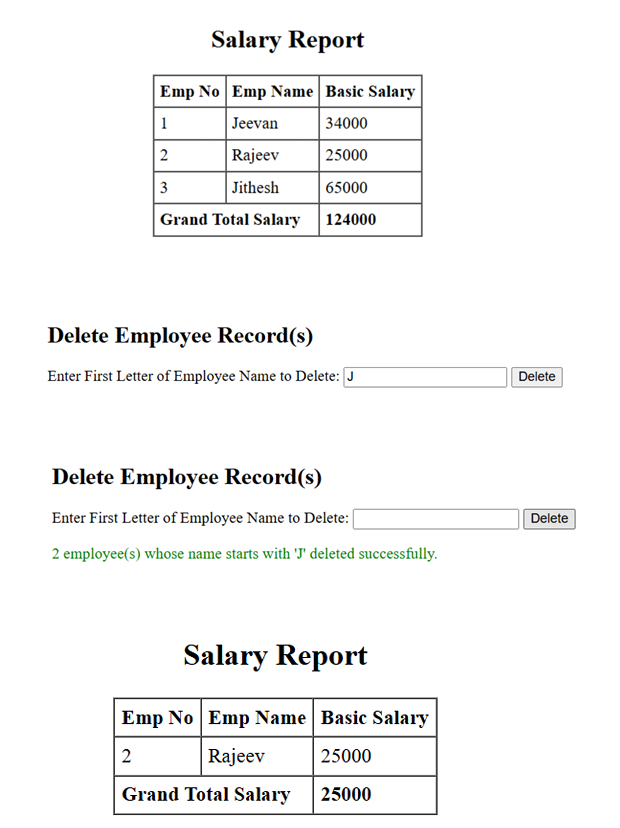 Salary Report
Emp No Emp Name Basic Salary
1 Jeevan 34000
2 Rajeev 25000
3 Jithesh 65000
Grand Total Salary 124000
Delete Employee Record(s)
Enter First Letter of Employee Name to Delete: J Delete
Delete Employee Record(s)
Enter First Letter of Employee Name to Delete: Delete
2 employee(s) whose name starts with 'J' deleted successfully.
Salary Report
Emp No Emp Name Basic Salary
2 Rajeev 25000
Grand Total Salary 25000